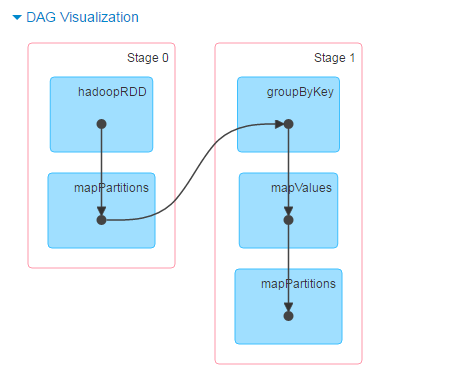 DAG Visualization
Stage 0
hadoopRDD
mapPartitions
Stage 1
groupByKey
mapValues
mapPartitions